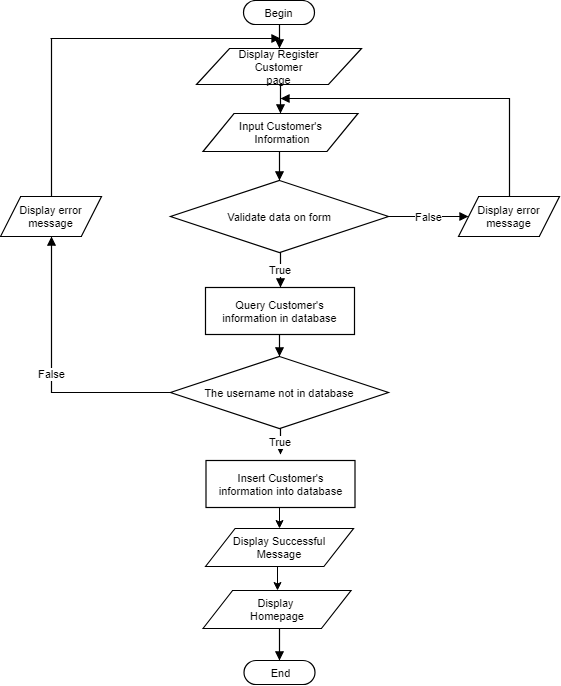 Begin
Display Register
Customer
page
Input Customer's
Information
Display error
message
Validate data on form
False
Display error
message
True
Query Customer's
information in database
False
The username not in database
True
Insert Customer's
information into database
Display Successful
Message
Display
Homepage
End